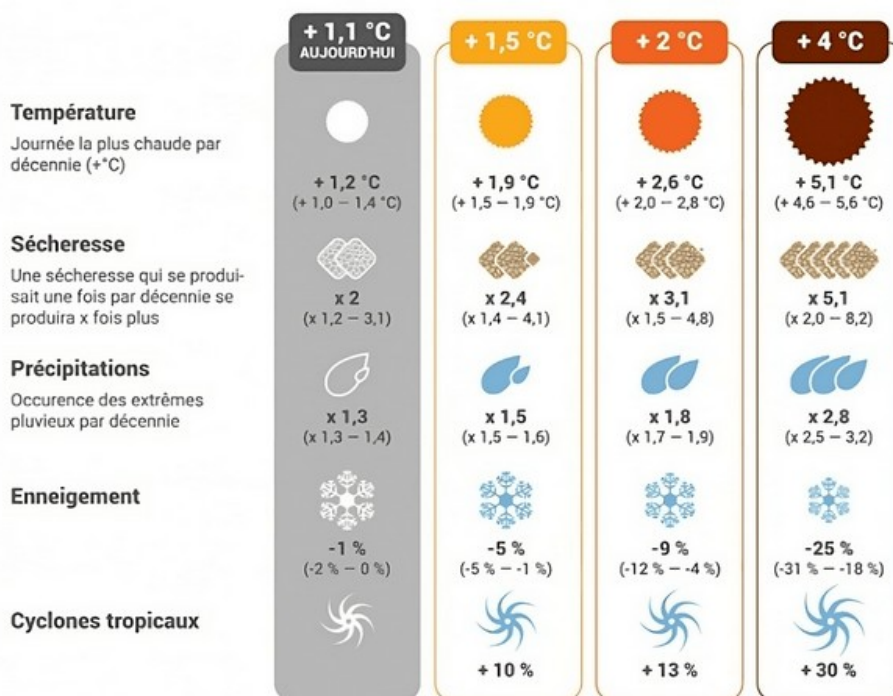 + 1,1 °C
AUJOURD'HUI
+ 1,5 °C
+ 2 °C
+ 4 °C
Température
Journée la plus chaude par
décennie (+°C)
+ 1,2 °C
(+ 1,0 – 1,4 °C)
+ 1,9 °C
(+ 1,5 – 1,9 °C)
+ 2,6 °C
(+ 2,0 – 2,8 °C)
+ 5,1 °C
(+ 4,6 – 5,6 °C)
Sécheresse
Une sécheresse qui se produi-
sait une fois par décennie se
produira x fois plus
x 2
(x 1,2 – 3,1)
x 2,4
(x 1,4 – 4,1)
x 3,1
(x 1,5 – 4,8)
x 5,1
(x 2,0 – 8,2)
Précipitations
Occurence des extrêmes
pluvieux par décennie
x 1,3
(x 1,3 – 1,4)
x 1,5
(x 1,5 – 1,6)
x 1,8
(x 1,7 – 1,9)
x 2,8
(x 2,5 – 3,2)
Enneigement
-1 %
(-2 % – 0 %)
-5 %
(-5 % – -1 %)
-9 %
(-12 % – -4 %)
-25 %
(-31 % – -18 %)
Cyclones tropicaux
+ 10 %
+ 13 %
+ 30 %